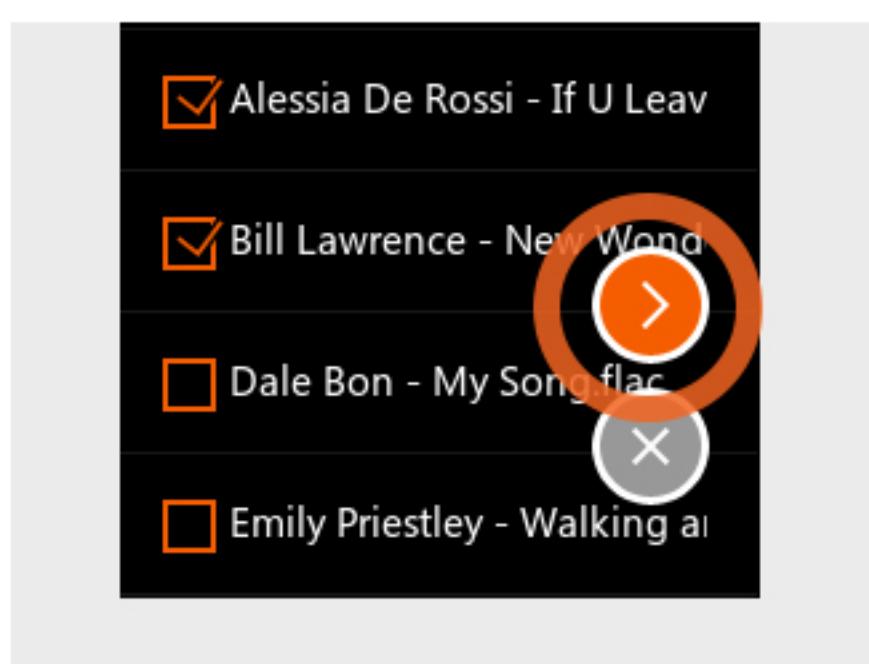 Alessia De Rossi - If U Leav
Bill Lawrence - New Wond
Dale Bon - My Song.flac
Emily Priestley - Walking a